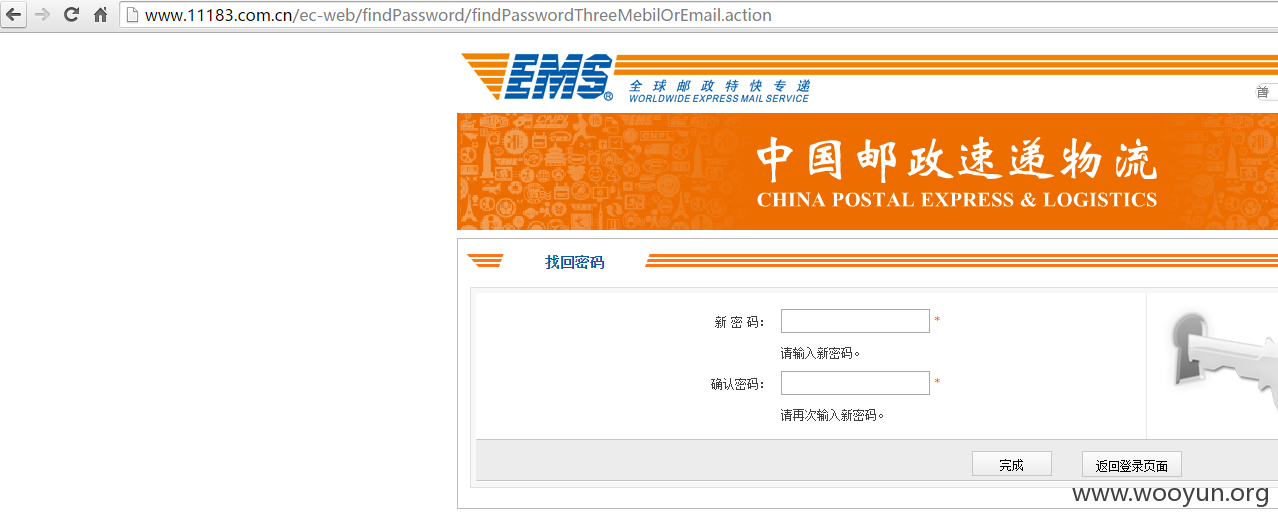 www.11183.com.cn/ec-web/findPassword/findPasswordThreeMebilOrEmail.action
EMS®
全球邮政特快专递
WORLDWIDE EXPRESS MAIL SERVICE
首
中国邮政速递物流
CHINA POSTAL EXPRESS & LOGISTICS
找回密码
新 密 码： *
请输入新密码。
确认密码： *
请再次输入新密码。
完成 返回登录页面
www.wooyun.org